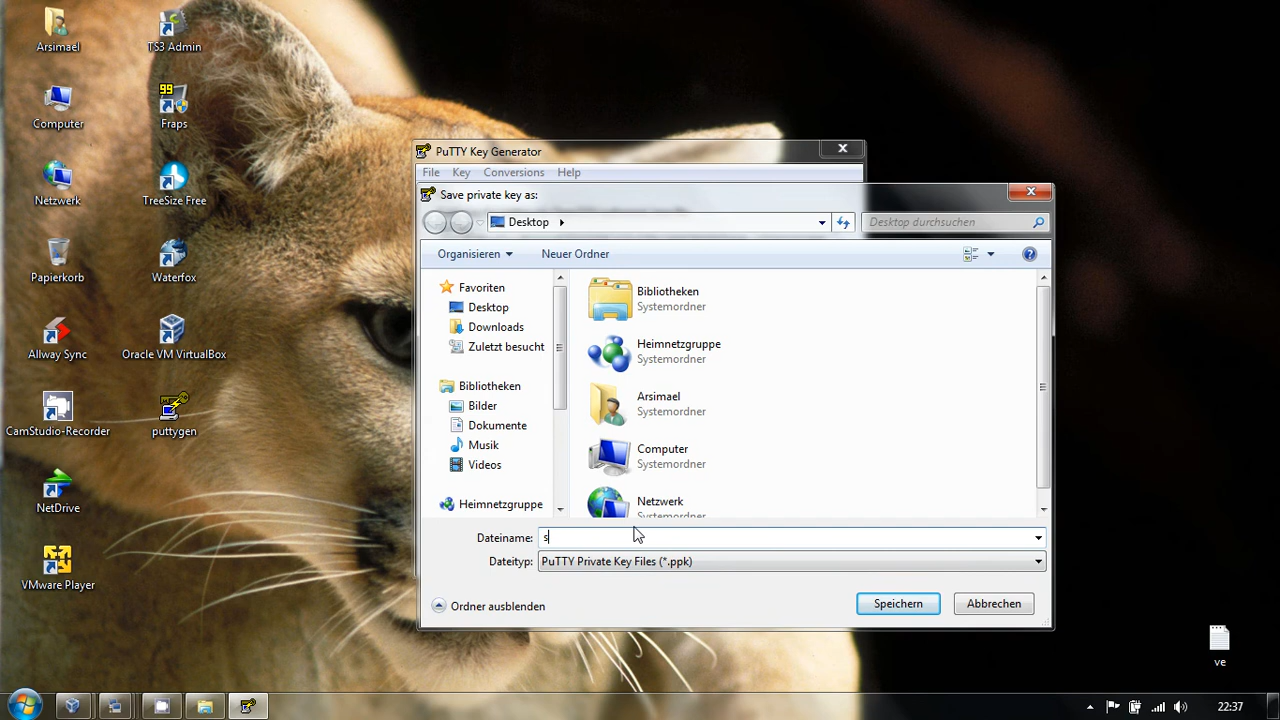 Arsimael
TS3 Admin
Computer
99
Fraps
Netzwerk
TreeSize Free
Papierkorb
Waterfox
Allway Sync
Oracle VM VirtualBox
CamStudio-Recorder
puttygen
NetDrive
VMware Player
PuTTY Key Generator
File Key Conversions Help
Save private key as:
Desktop
Desktop durchsuchen
Organisieren
Neuer Ordner
Favoriten
Desktop
Downloads
Zuletzt besucht
Bibliotheken
Bilder
Dokumente
Musik
Videos
Heimnetzgruppe
Bibliotheken
Systemordner
Heimnetzgruppe
Systemordner
Arsimael
Systemordner
Computer
Systemordner
Netzwerk
Systemordner
Dateiname: s
Dateityp: PuTTY Private Key Files (*.ppk)
Ordner ausblenden
Speichern
Abbrechen
ve
22:37